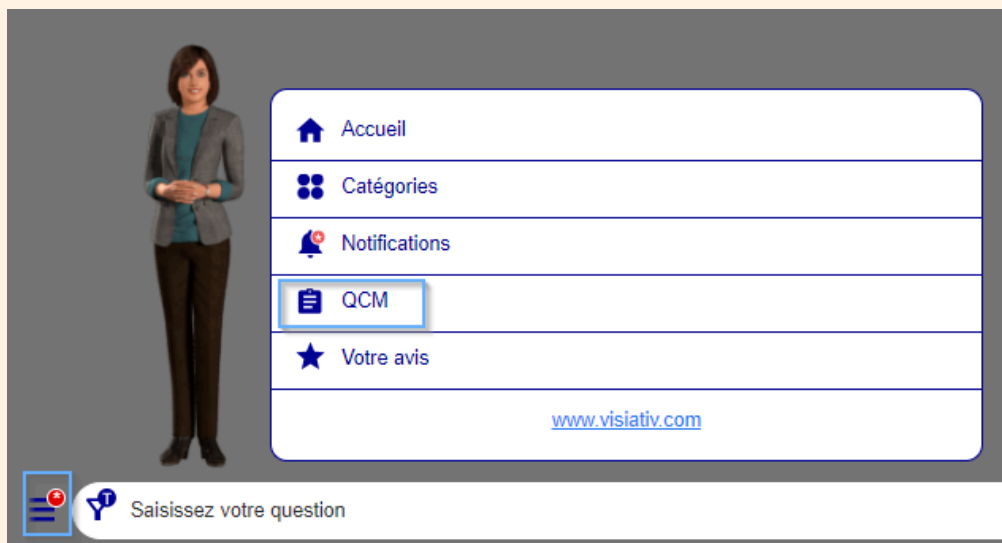 Accueil
Catégories
Notifications
QCM
Votre avis
www.visiativ.com
T
Saisissez votre question